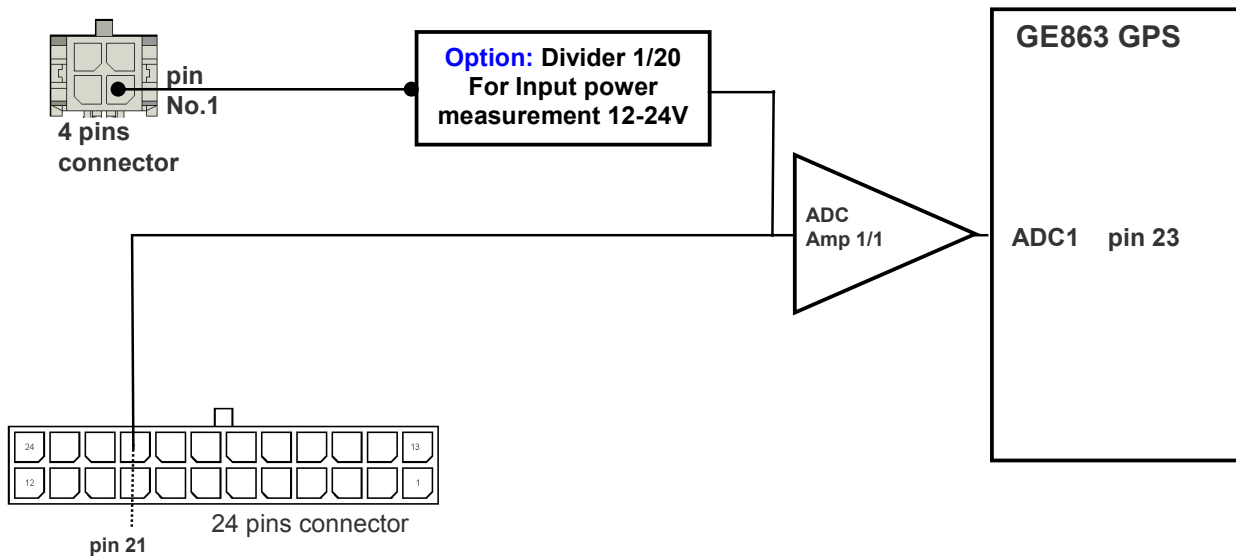 GE863 GPS
Option: Divider 1/20
For Input power
measurement 12-24V
pin
No.1
4 pins
connector
ADC
Amp 1/1
ADC1 pin 23
24
13
12
1
24 pins connector
pin 21